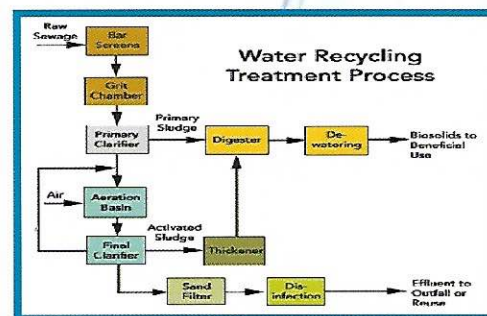 Raw
Sewage
Bar
Screens
Water Recycling
Treatment Process
Grit
Chamber
Primary
Sludge
Primary
Clarifier
Digester
De-
watering
Biosolids to
Beneficial
Use
Air
Aeration
Basin
Activated
Sludge
Final
Clarifier
Thickener
Sand
Filter
Dis-
infection
Effluent to
Outfall or
Reuse